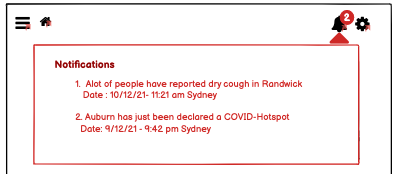 2
Notifications
1. Alot of people have reported dry cough in Randwick
Date : 10/12/21- 11:21 am Sydney
2. Auburn has just been declared a COVID-Hotspot
Date: 9/12/21 - 9:42 pm Sydney